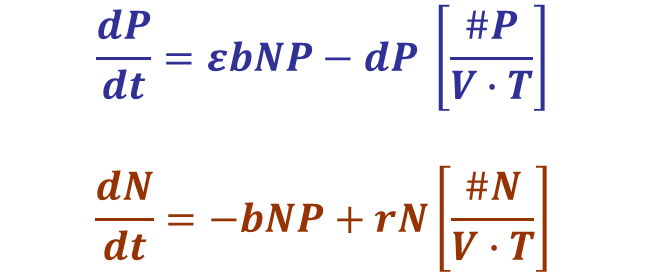 dP/dt = εbNP − dP [#P / V · T]
dN/dt = −bNP + rN [#N / V · T]